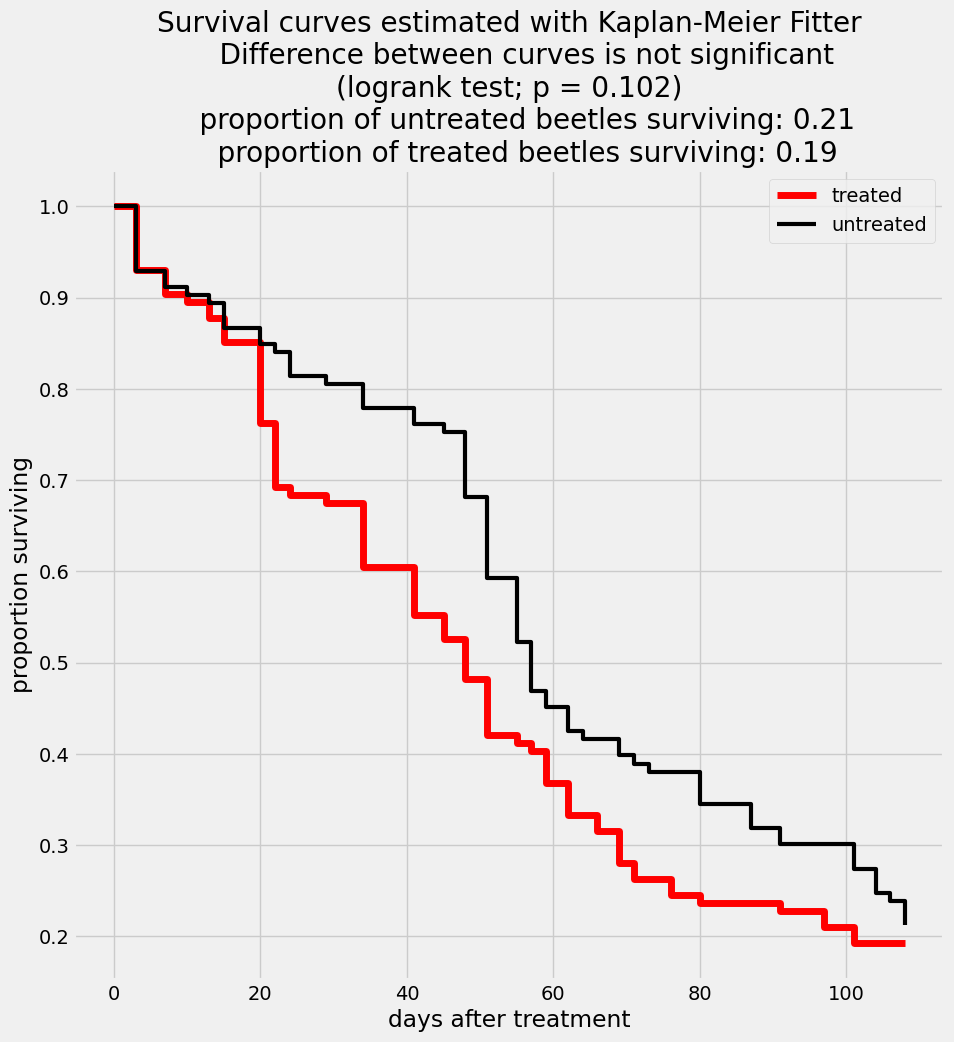 Survival curves estimated with Kaplan-Meier Fitter
Difference between curves is not significant
(logrank test; p = 0.102)
proportion of untreated beetles surviving: 0.21
proportion of treated beetles surviving: 0.19
treated
untreated
proportion surviving
1.0
0.9
0.8
0.7
0.6
0.5
0.4
0.3
0.2
0 20 40 60 80 100
days after treatment